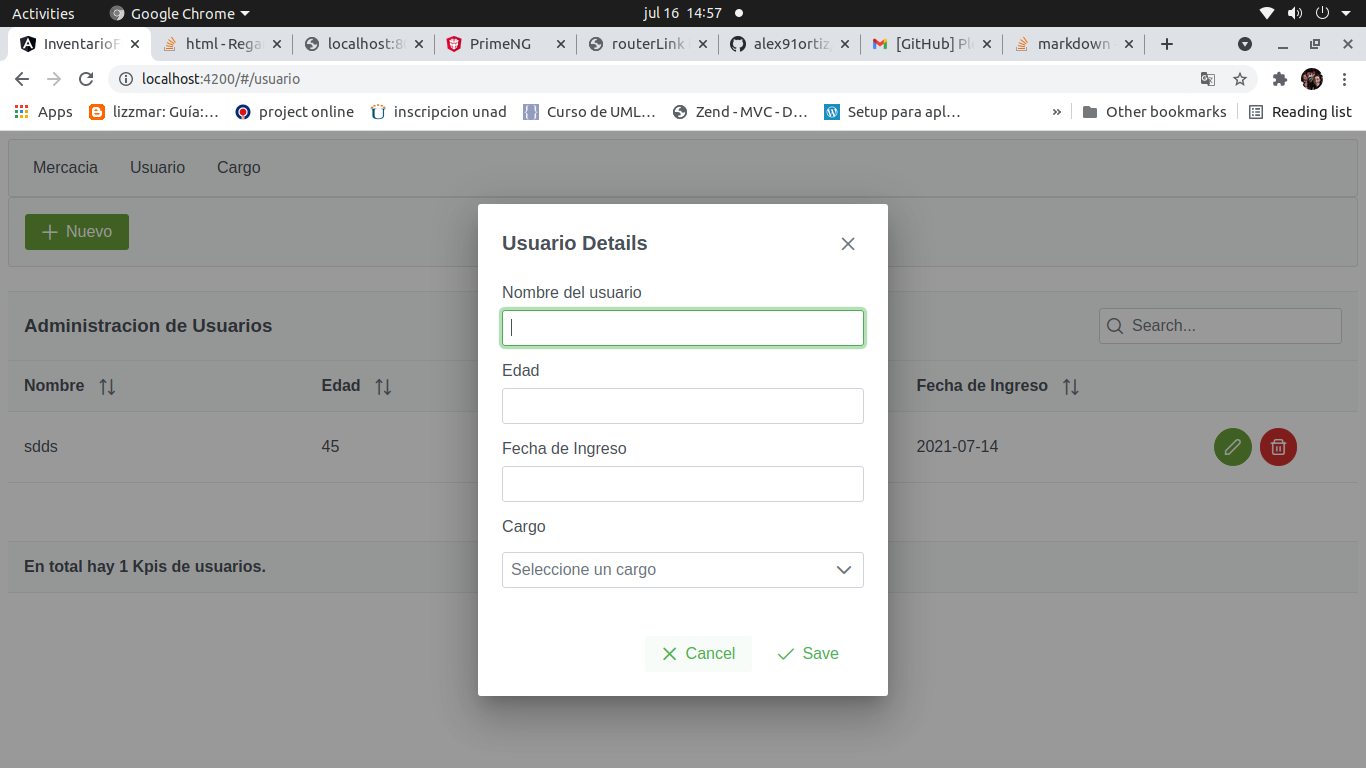 Activities Google Chrome jul 16 14:57
InventarioF html - Rega localhost:8 PrimeNG routerLink alex91ortiz [GitHub] Ple markdown
localhost:4200/#/usuario
Apps lizzmar: Guía:... project online inscripcion unad Curso de UML... Zend - MVC - D... Setup para apl... » Other bookmarks Reading list
Mercacia Usuario Cargo
Nuevo
Usuario Details
Nombre del usuario
Administracion de Usuarios
Search...
Edad
Nombre Edad Fecha de Ingreso
Fecha de Ingreso
sdds 45 2021-07-14
Cargo
Seleccione un cargo
En total hay 1 Kpis de usuarios.
Cancel Save